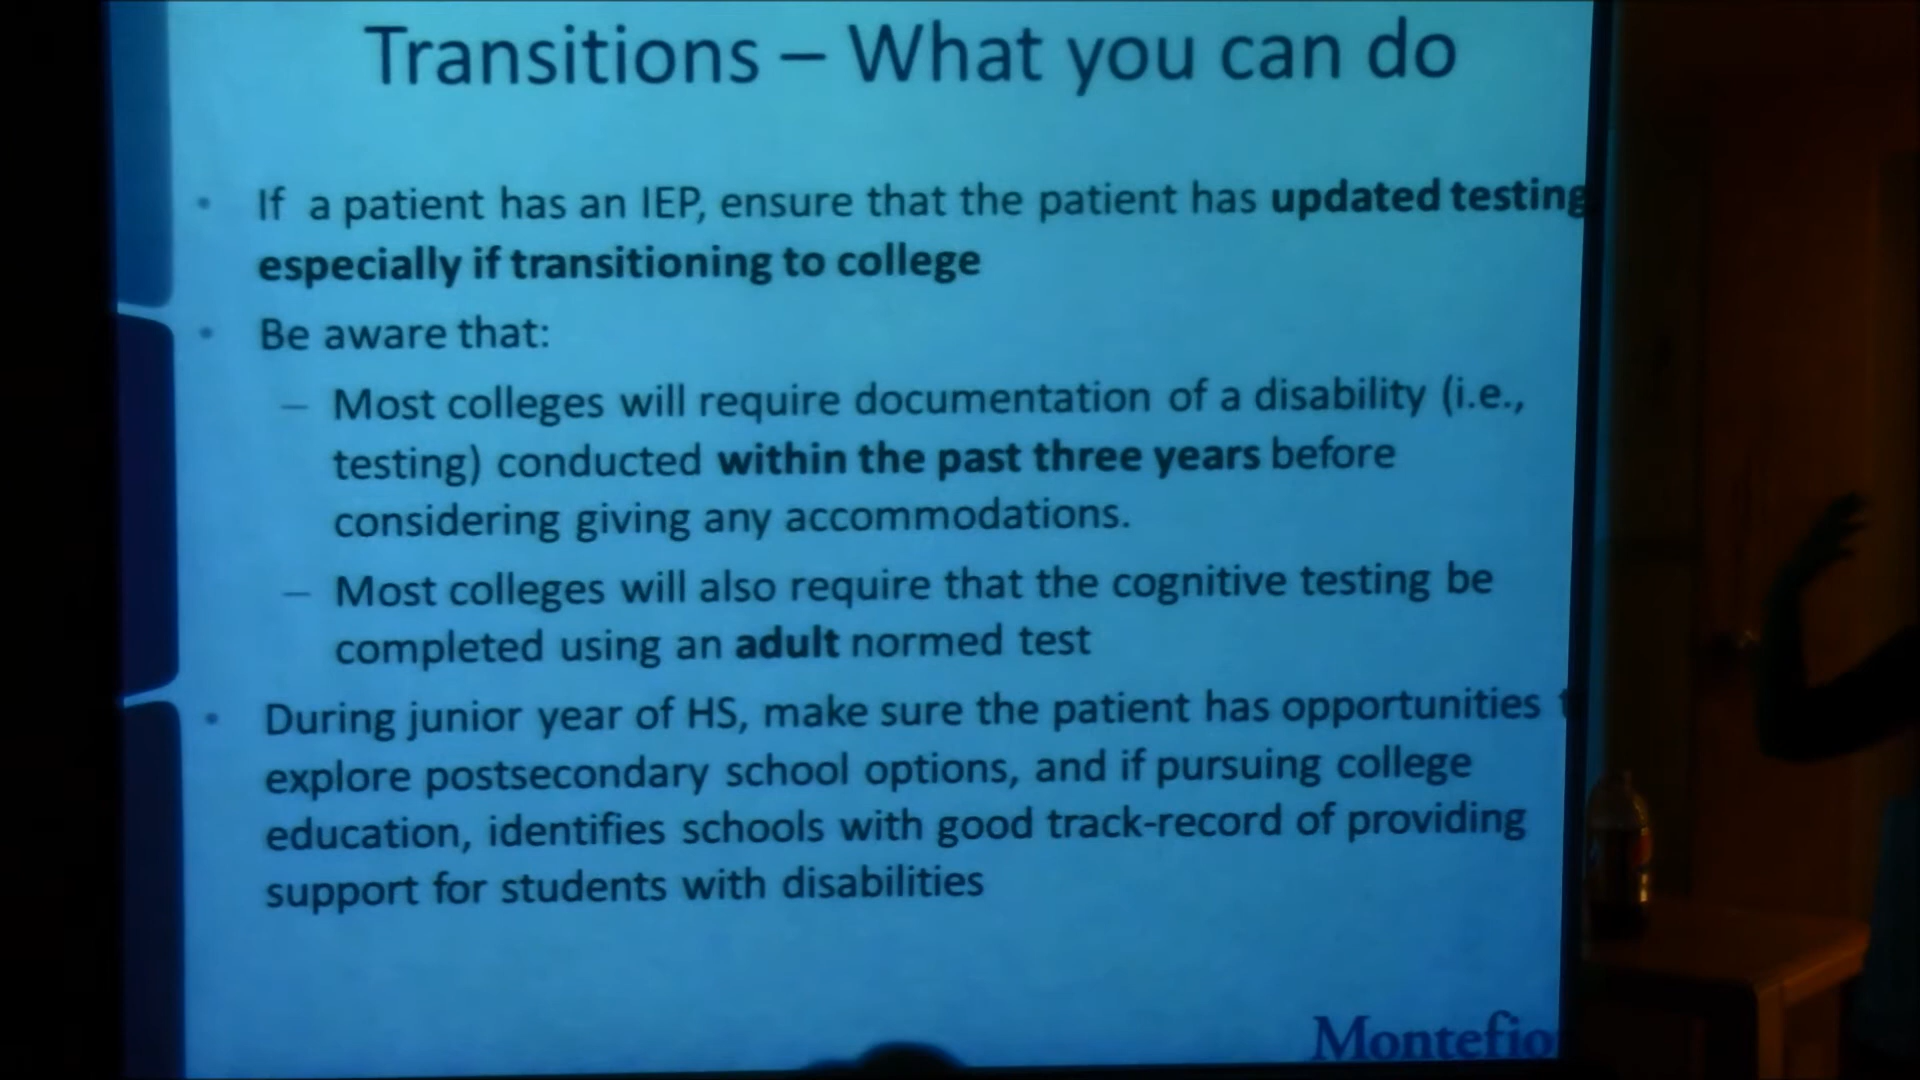 Transitions – What you can do
• If a patient has an IEP, ensure that the patient has updated testing
especially if transitioning to college
• Be aware that:
– Most colleges will require documentation of a disability (i.e.,
testing) conducted within the past three years before
considering giving any accommodations.
– Most colleges will also require that the cognitive testing be
completed using an adult normed test
• During junior year of HS, make sure the patient has opportunities t
explore postsecondary school options, and if pursuing college
education, identifies schools with good track-record of providing
support for students with disabilities
Montefio